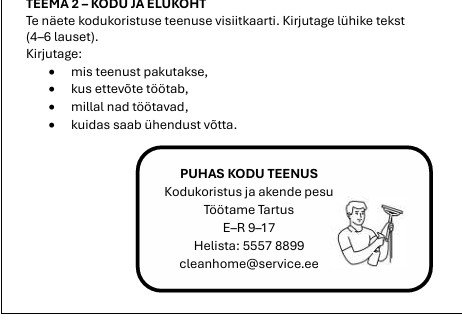 TEEMA 2 – KODU JA ELUKOHT
Te näete kodukoristuse teenuse visiitkaarti. Kirjutage lühike tekst
(4–6 lauset).
Kirjutage:
• mis teenust pakutakse,
• kus ettevõte töötab,
• millal nad töötavad,
• kuidas saab ühendust võtta.
PUHAS KODU TEENUS
Kodukoristus ja akende pesu
Töötame Tartus
E–R 9–17
Helista: 5557 8899
cleanhome@service.ee